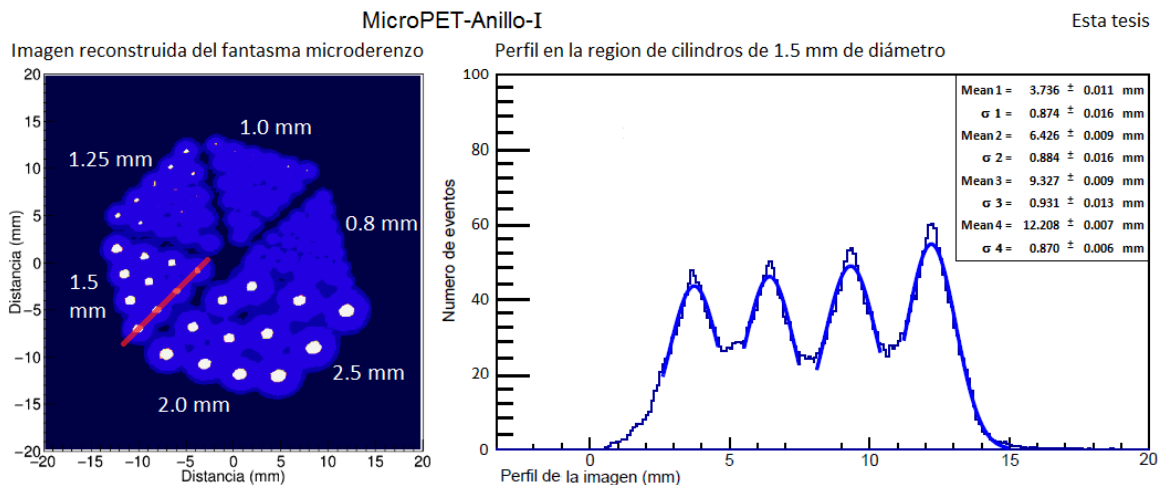 MicroPET-Anillo-I
Esta tesis
Imagen reconstruida del fantasma microderenzo
Perfil en la region de cilindros de 1.5 mm de diámetro
20
15
10
5
0
−5
−10
−15
−20
Distancia (mm)
1.0 mm
1.25 mm
0.8 mm
1.5
mm
2.5 mm
2.0 mm
−20 −15 −10 −5 0 5 10 15 20
Distancia (mm)
100
80
60
40
20
0
Numero de eventos
Mean 1 = 3.736 ± 0.011 mm
σ 1 = 0.874 ± 0.016 mm
Mean 2 = 6.426 ± 0.009 mm
σ 2 = 0.884 ± 0.016 mm
Mean 3 = 9.327 ± 0.009 mm
σ 3 = 0.931 ± 0.013 mm
Mean 4 = 12.208 ± 0.007 mm
σ 4 = 0.870 ± 0.006 mm
0 5 10 15 20
Perfil de la imagen (mm)